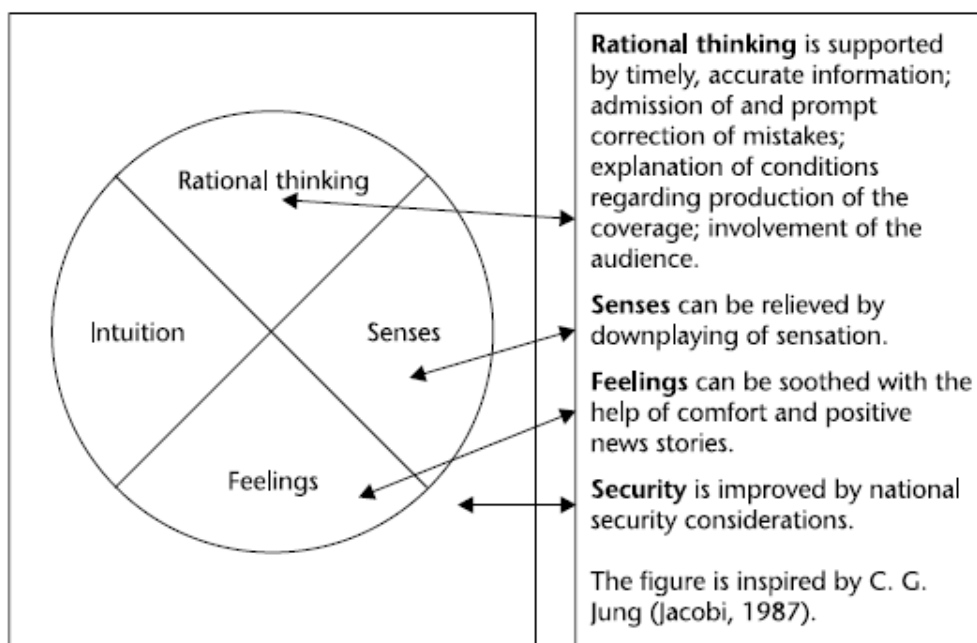 Rational thinking
Intuition
Senses
Feelings
Rational thinking is supported
by timely, accurate information;
admission of and prompt
correction of mistakes;
explanation of conditions
regarding production of the
coverage; involvement of the
audience.
Senses can be relieved by
downplaying of sensation.
Feelings can be soothed with the
help of comfort and positive
news stories.
Security is improved by national
security considerations.
The figure is inspired by C. G.
Jung (Jacobi, 1987).